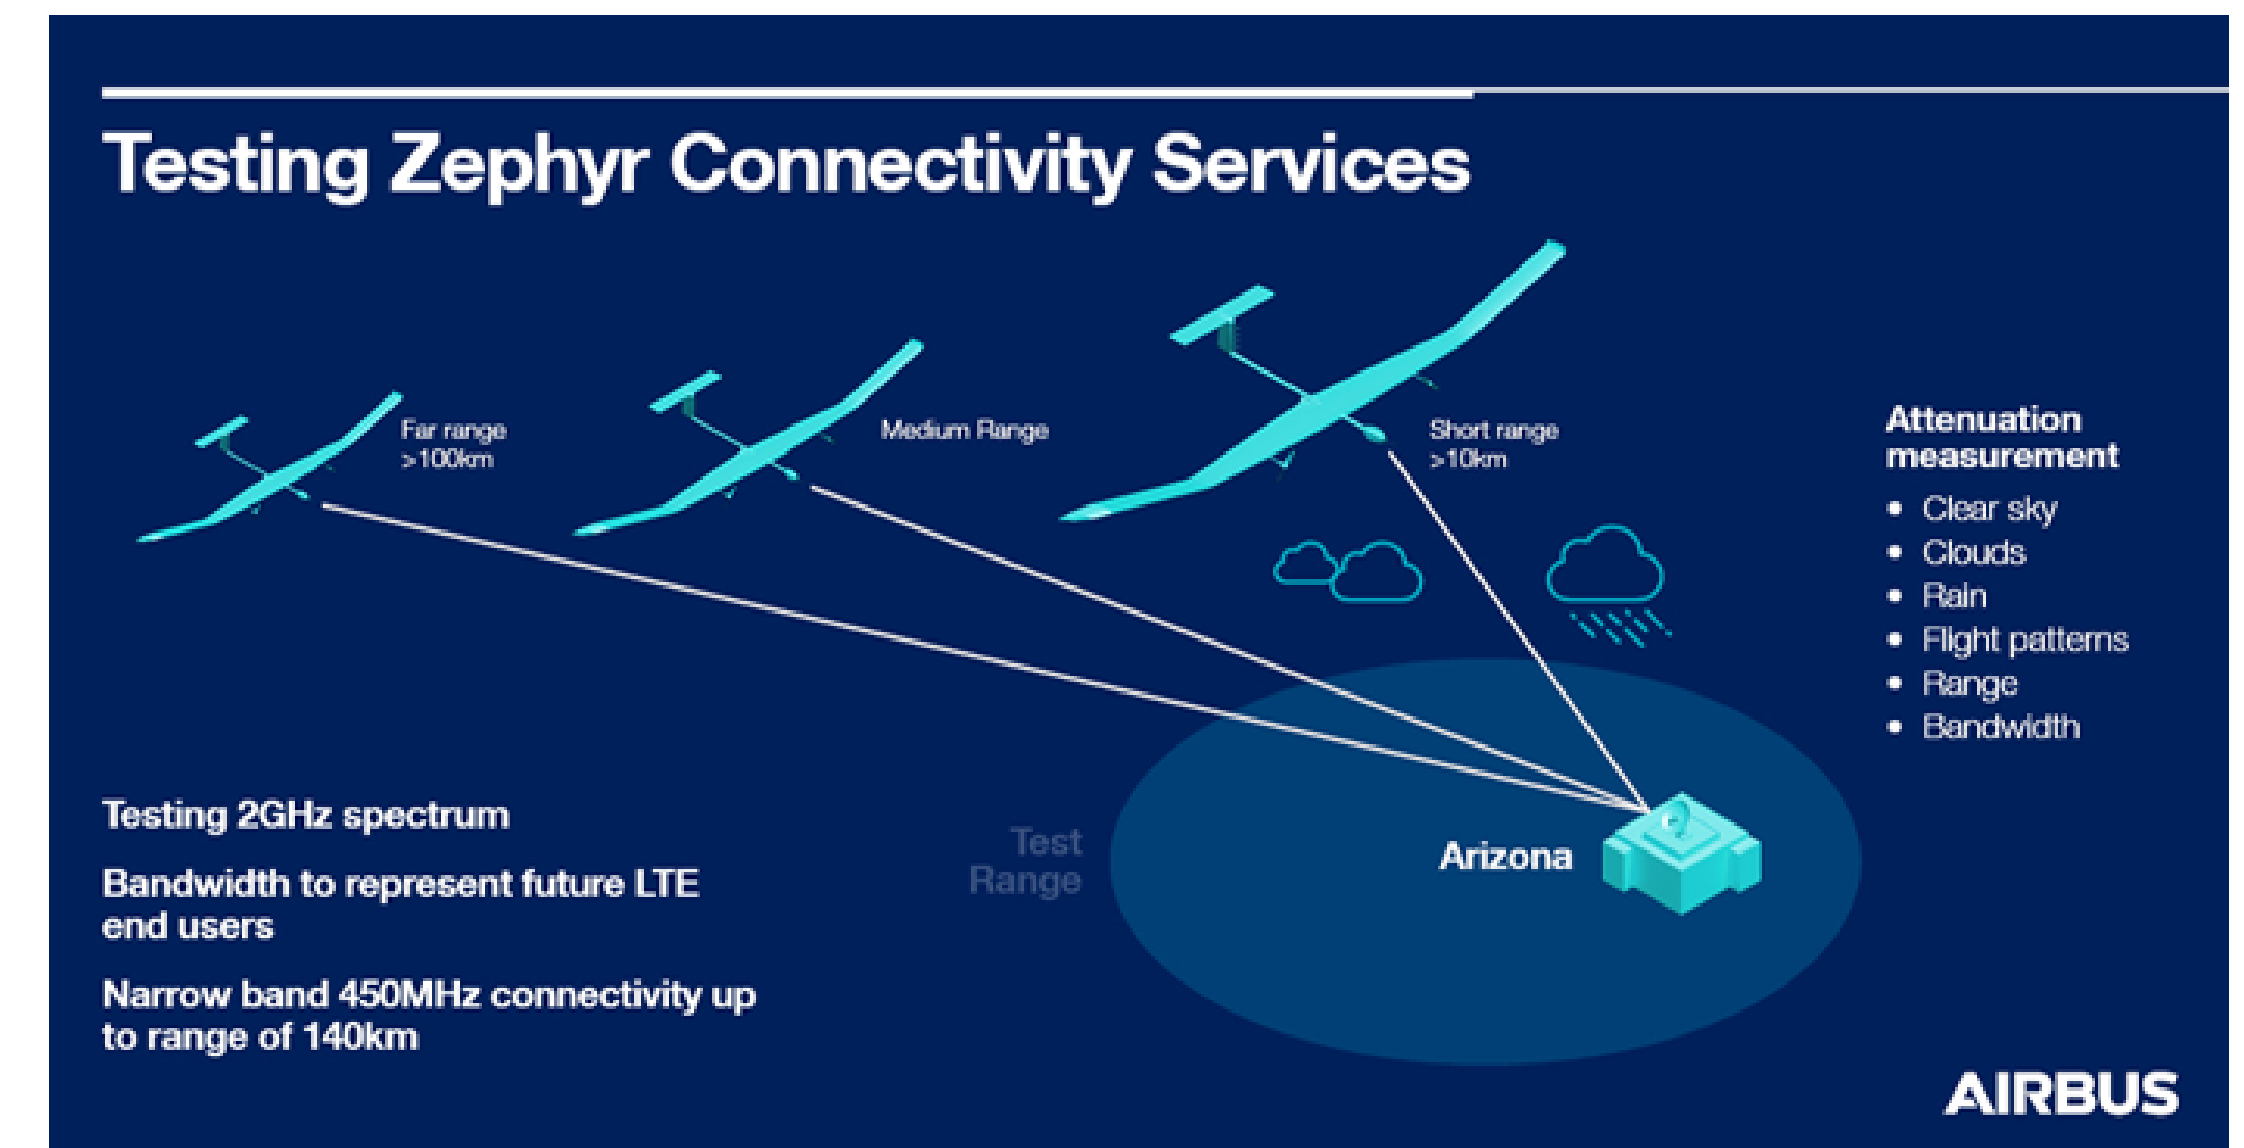 Testing Zephyr Connectivity Services
Far range
>100km
Medium Range
Short range
>10km
Attenuation
measurement
• Clear sky
• Clouds
• Rain
• Flight patterns
• Range
• Bandwidth
Testing 2GHz spectrum
Bandwidth to represent future LTE
end users
Narrow band 450MHz connectivity up
to range of 140km
Test
Range
Arizona
AIRBUS